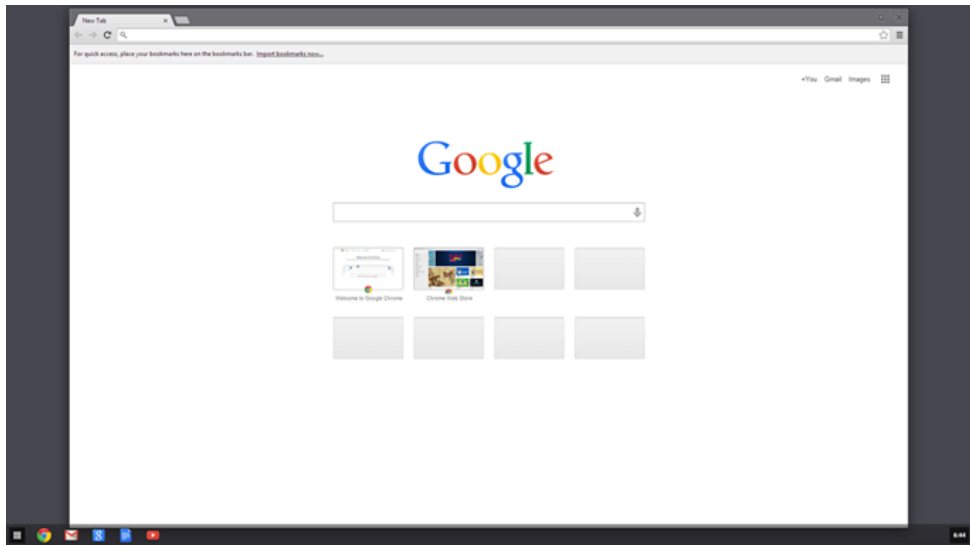 New Tab
For quick access, place your bookmarks here on the bookmarks bar. Import bookmarks now...
+You Gmail Images
Google
Welcome to Google Chrome
Chrome Web Store
8
6:44